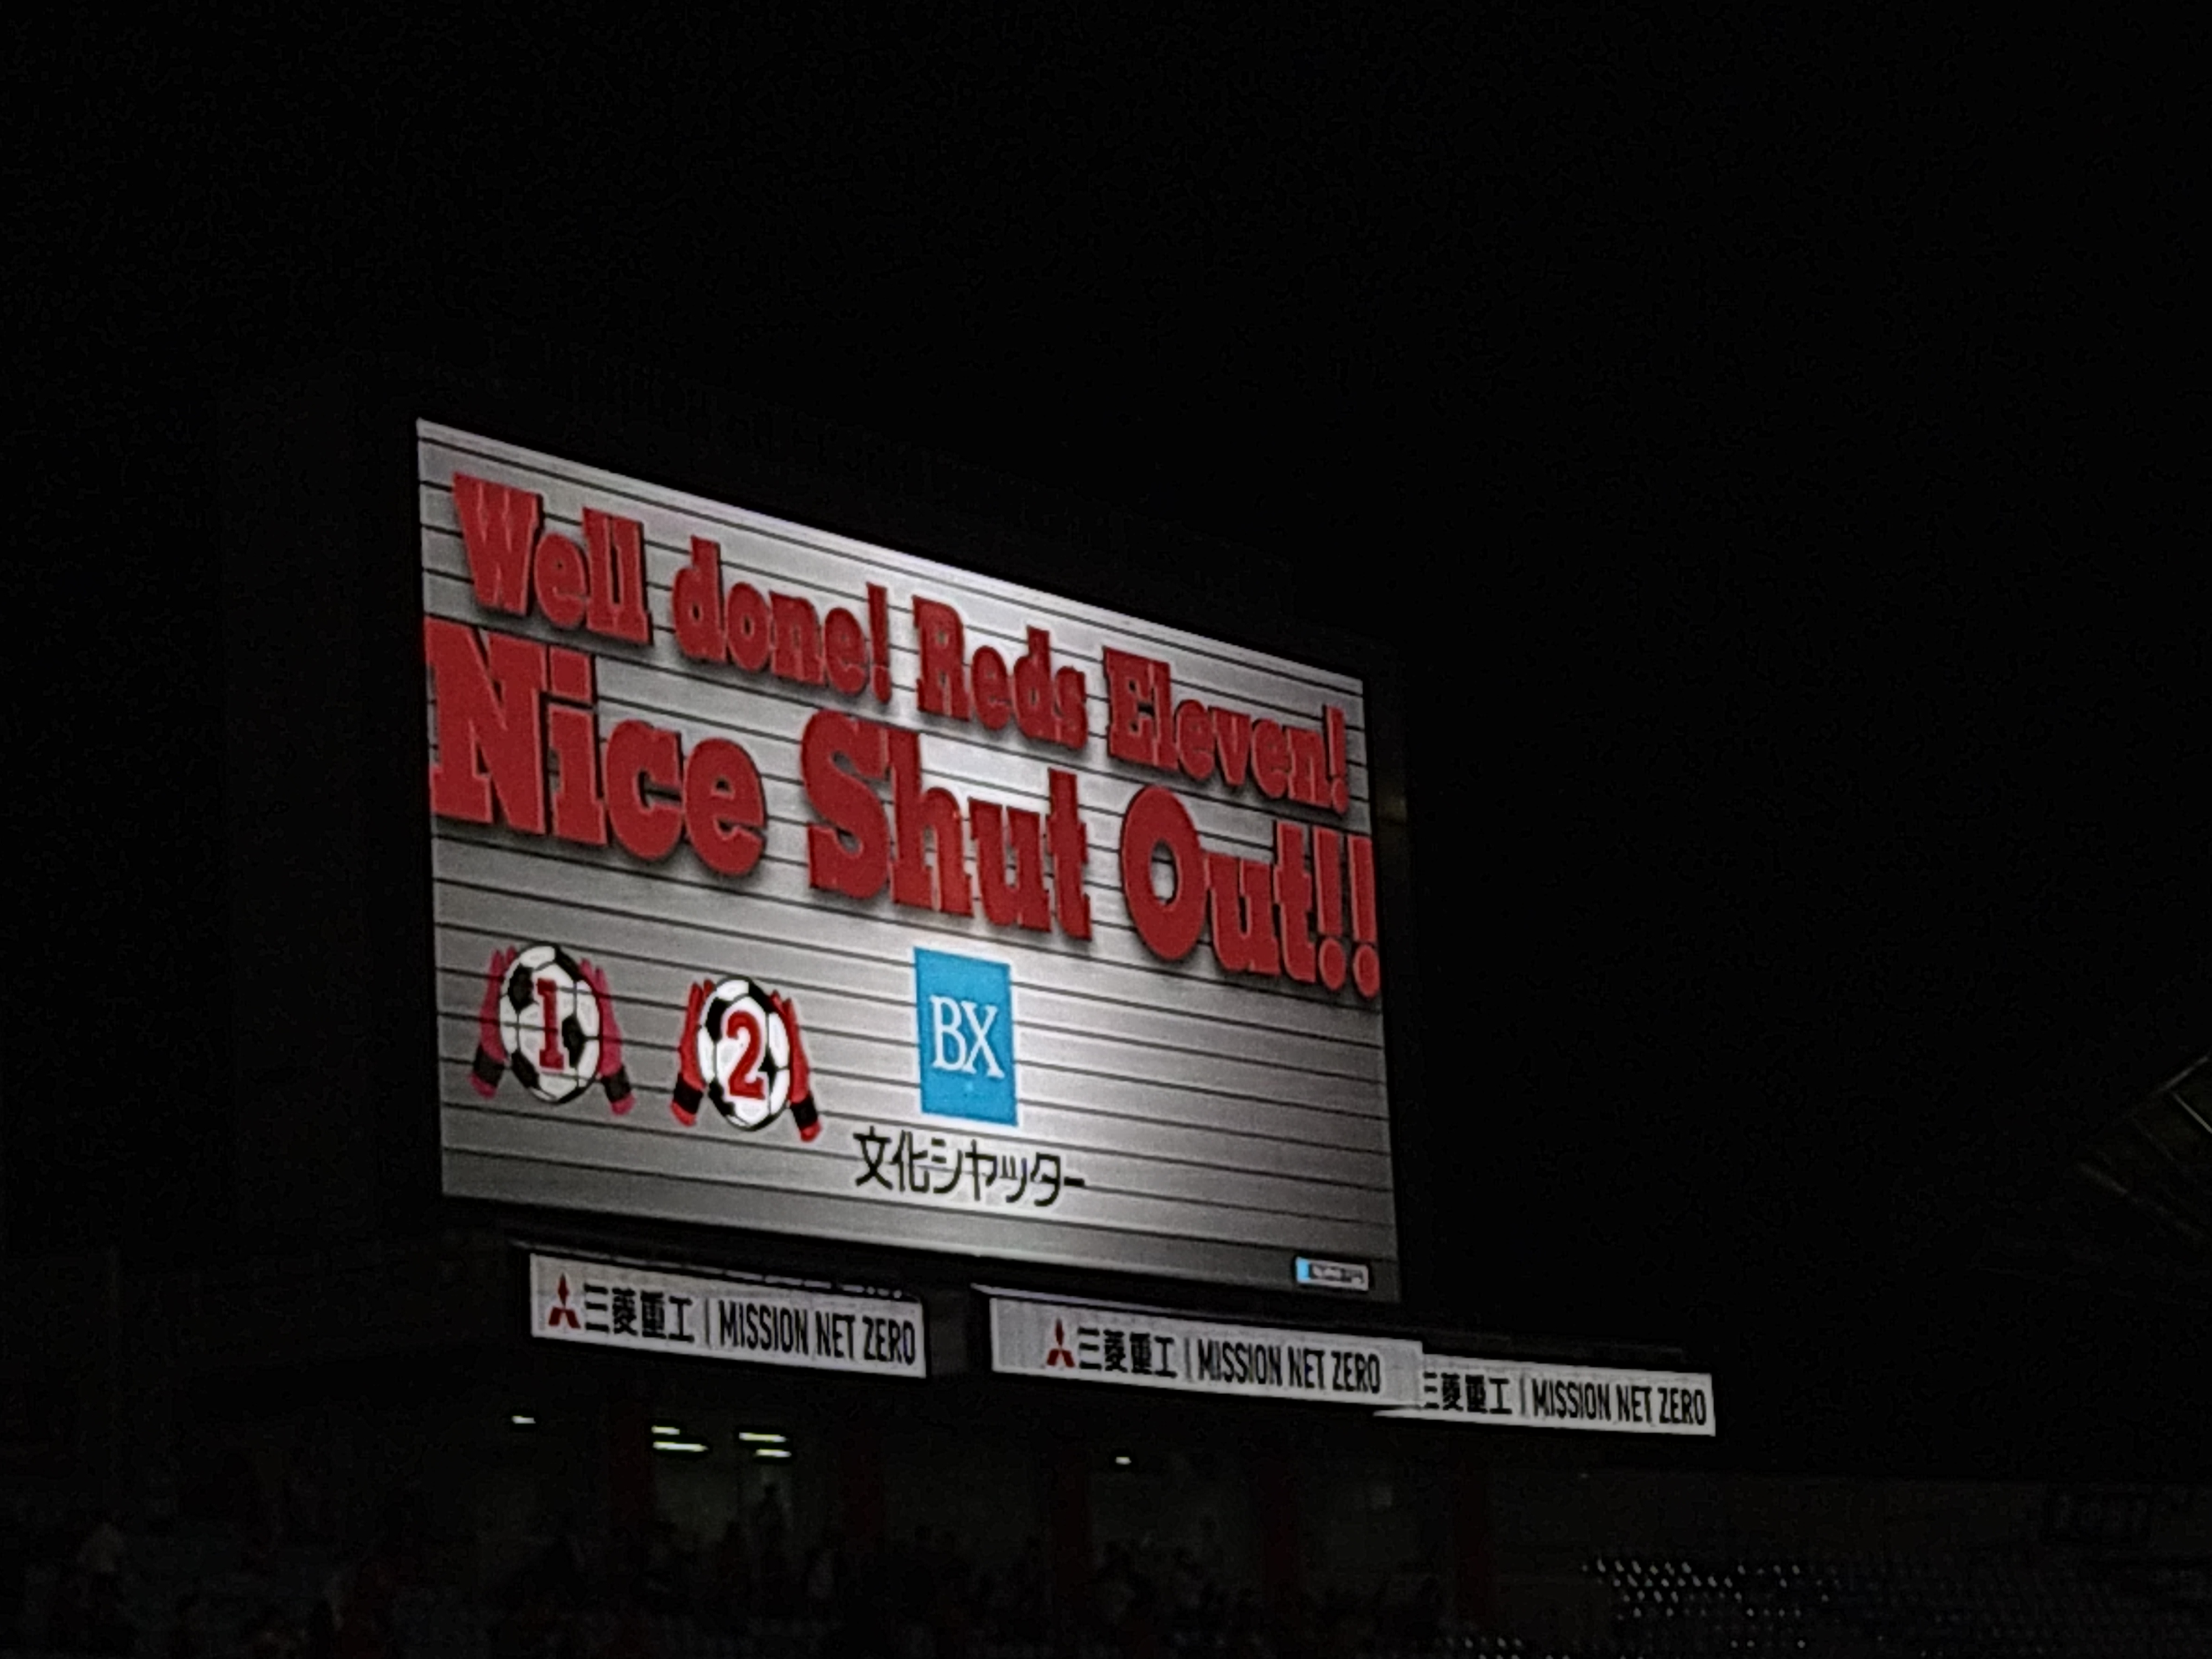 Well done! Reds Eleven!
Nice Shut Out!!
1
2
BX
文化シヤッター
三菱重工 | MISSION NET ZERO
三菱重工 | MISSION NET ZERO
三菱重工 | MISSION NET ZERO